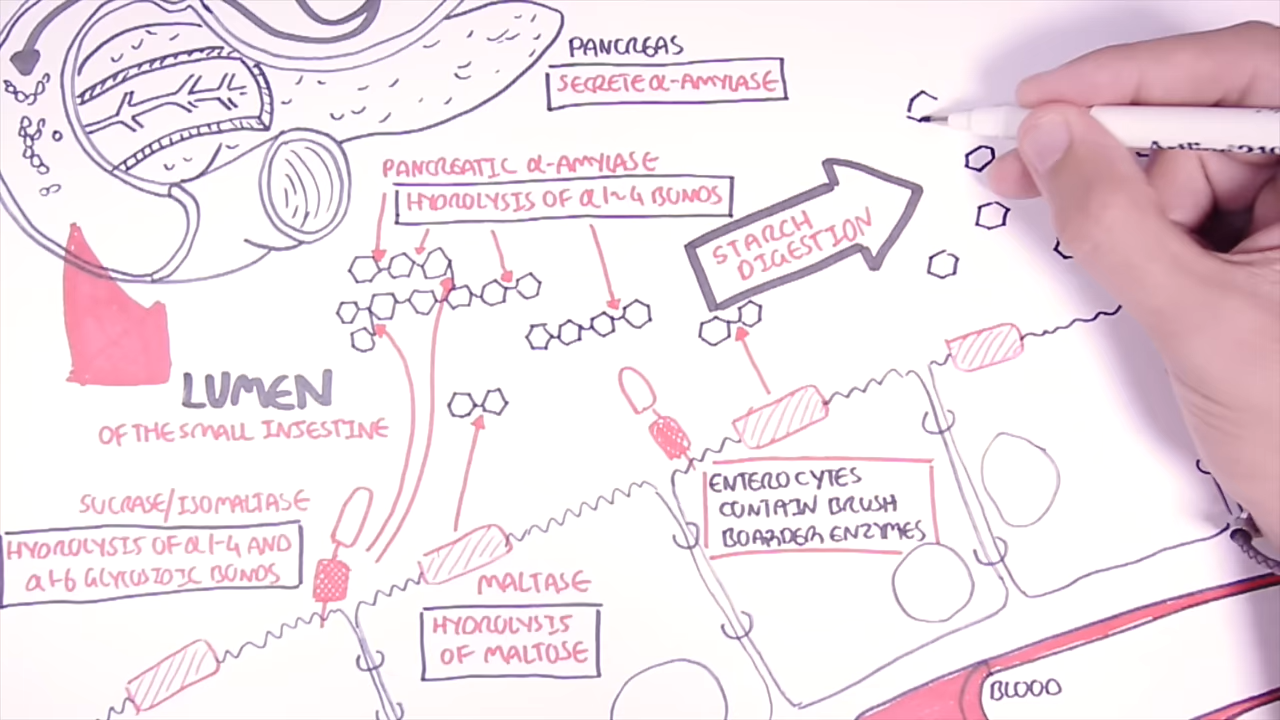 PANCREAS
SECRETE α-AMYLASE
PANCREATIC α-AMYLASE
HYDROLYSIS OF α1~4 BONDS
STARCH
DIGESTION
LUMEN
OF THE SMALL INTESTINE
SUCRASE/ISOMALTASE
HYDROLYSIS OF α1-4 AND
α1-6 GLYCOSIDIC BONDS
MALTASE
HYDROLYSIS
OF MALTOSE
ENTEROCYTES
CONTAIN BRUSH
BOARDER ENZYMES
BLOOD